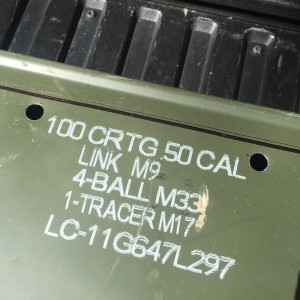 100 CRTG 50 CAL
LINK M9
4-BALL M33
1-TRACER M17
LC-11G647L297